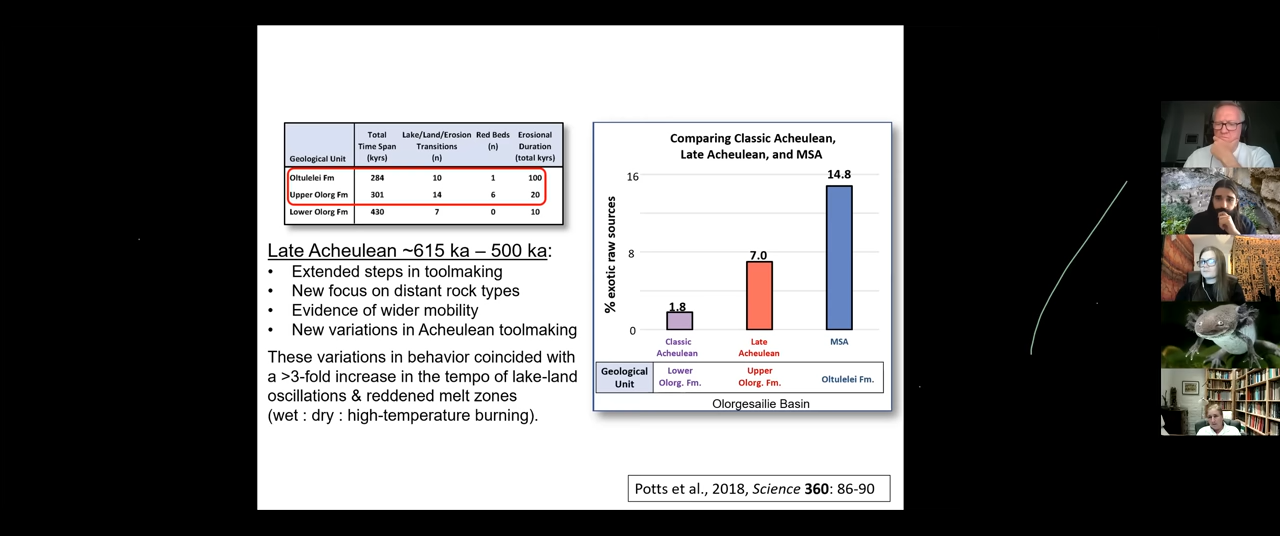 Geological Unit
Total Time Span (kyrs)
Lake/Land/Erosion Transitions (n)
Red Beds (n)
Erosional Duration (total kyrs)
Oltulelei Fm 284 10 1 100
Upper Olorg Fm 301 14 6 20
Lower Olorg Fm 430 7 0 10
Late Acheulean ~615 ka – 500 ka:
• Extended steps in toolmaking
• New focus on distant rock types
• Evidence of wider mobility
• New variations in Acheulean toolmaking
These variations in behavior coincided with
a >3-fold increase in the tempo of lake-land
oscillations & reddened melt zones
(wet : dry : high-temperature burning).
Comparing Classic Acheulean,
Late Acheulean, and MSA
% exotic raw sources
16
8
0
1.8
7.0
14.8
Classic Acheulean
Late Acheulean
MSA
Geological Unit
Lower Olorg. Fm.
Upper Olorg. Fm.
Oltulelei Fm.
Olorgesailie Basin
Potts et al., 2018, Science 360: 86-90